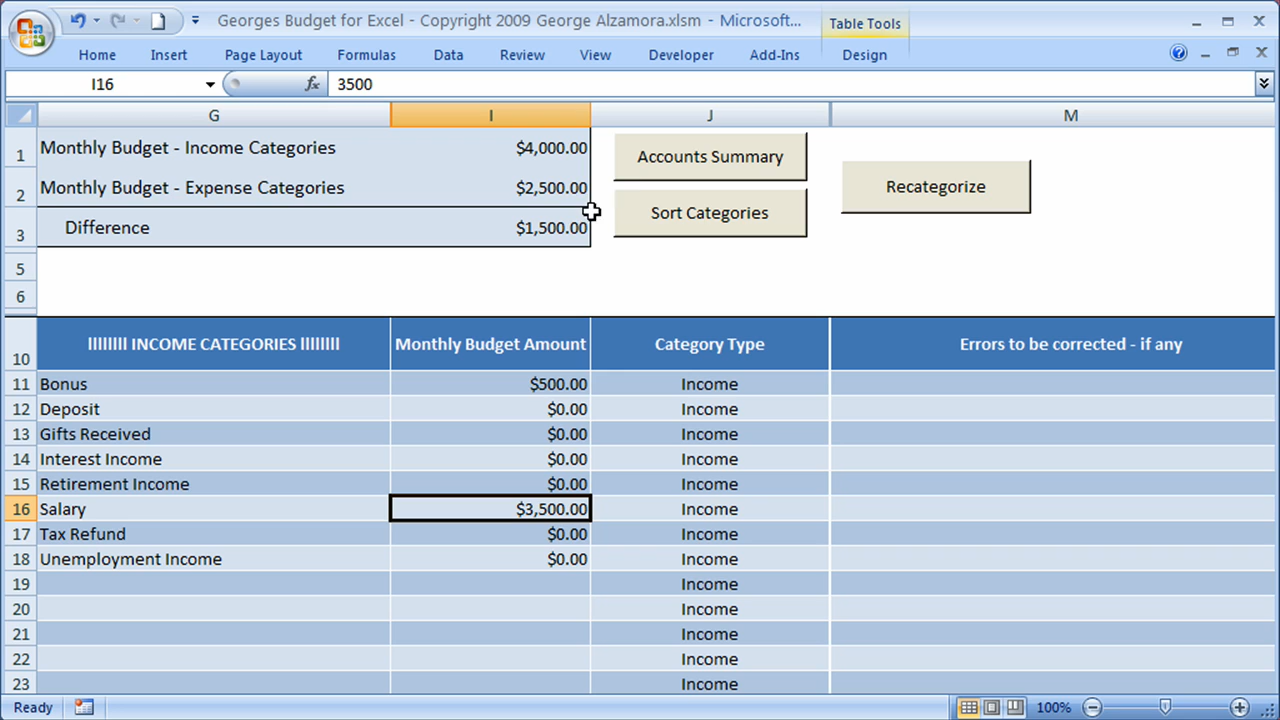 Georges Budget for Excel - Copyright 2009 George Alzamora.xlsm - Microsoft...
Table Tools
Home Insert Page Layout Formulas Data Review View Developer Add-Ins Design
I16 fx 3500
G I J M
1 Monthly Budget - Income Categories $4,000.00
Accounts Summary
Recategorize
2 Monthly Budget - Expense Categories $2,500.00
Sort Categories
3 Difference $1,500.00
5
6
10 llllllll INCOME CATEGORIES llllllll Monthly Budget Amount Category Type Errors to be corrected - if any
11 Bonus $500.00 Income
12 Deposit $0.00 Income
13 Gifts Received $0.00 Income
14 Interest Income $0.00 Income
15 Retirement Income $0.00 Income
16 Salary $3,500.00 Income
17 Tax Refund $0.00 Income
18 Unemployment Income $0.00 Income
19 Income
20 Income
21 Income
22 Income
23 Income
Ready 100%